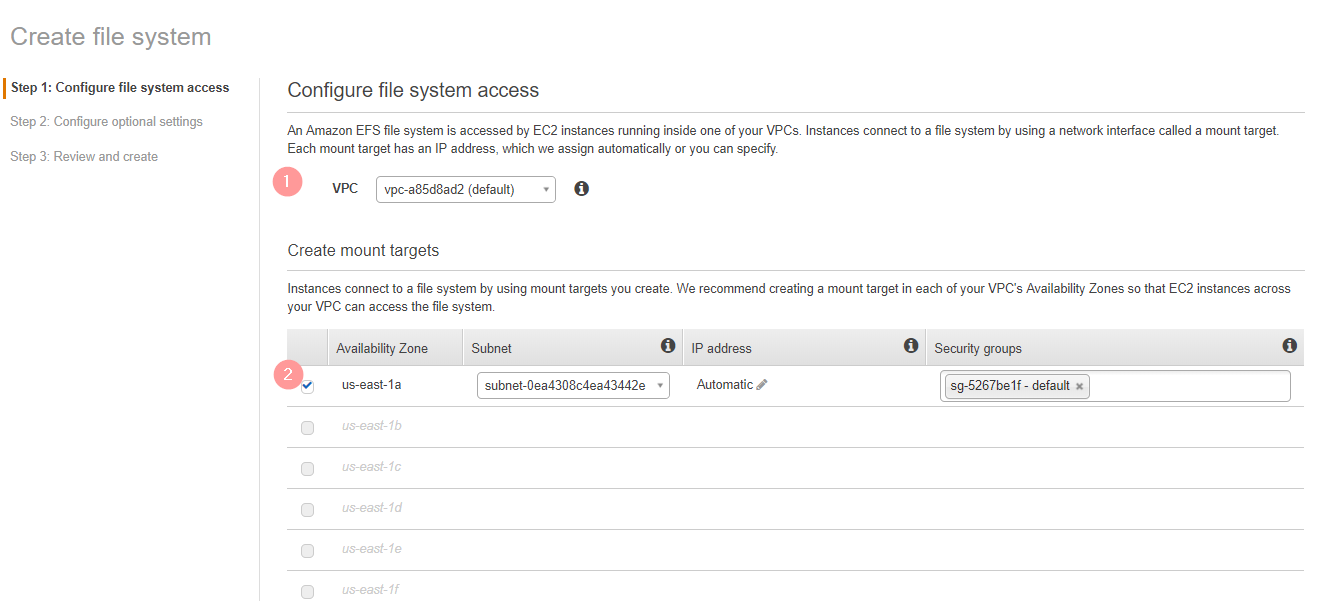 Create file system
Step 1: Configure file system access
Step 2: Configure optional settings
Step 3: Review and create
Configure file system access
An Amazon EFS file system is accessed by EC2 instances running inside one of your VPCs. Instances connect to a file system by using a network interface called a mount target.
Each mount target has an IP address, which we assign automatically or you can specify.
1
VPC
vpc-a85d8ad2 (default)
Create mount targets
Instances connect to a file system by using mount targets you create. We recommend creating a mount target in each of your VPC's Availability Zones so that EC2 instances across
your VPC can access the file system.
Availability Zone
Subnet
IP address
Security groups
2
us-east-1a
subnet-0ea4308c4ea43442e
Automatic
sg-5267be1f - default
us-east-1b
us-east-1c
us-east-1d
us-east-1e
us-east-1f